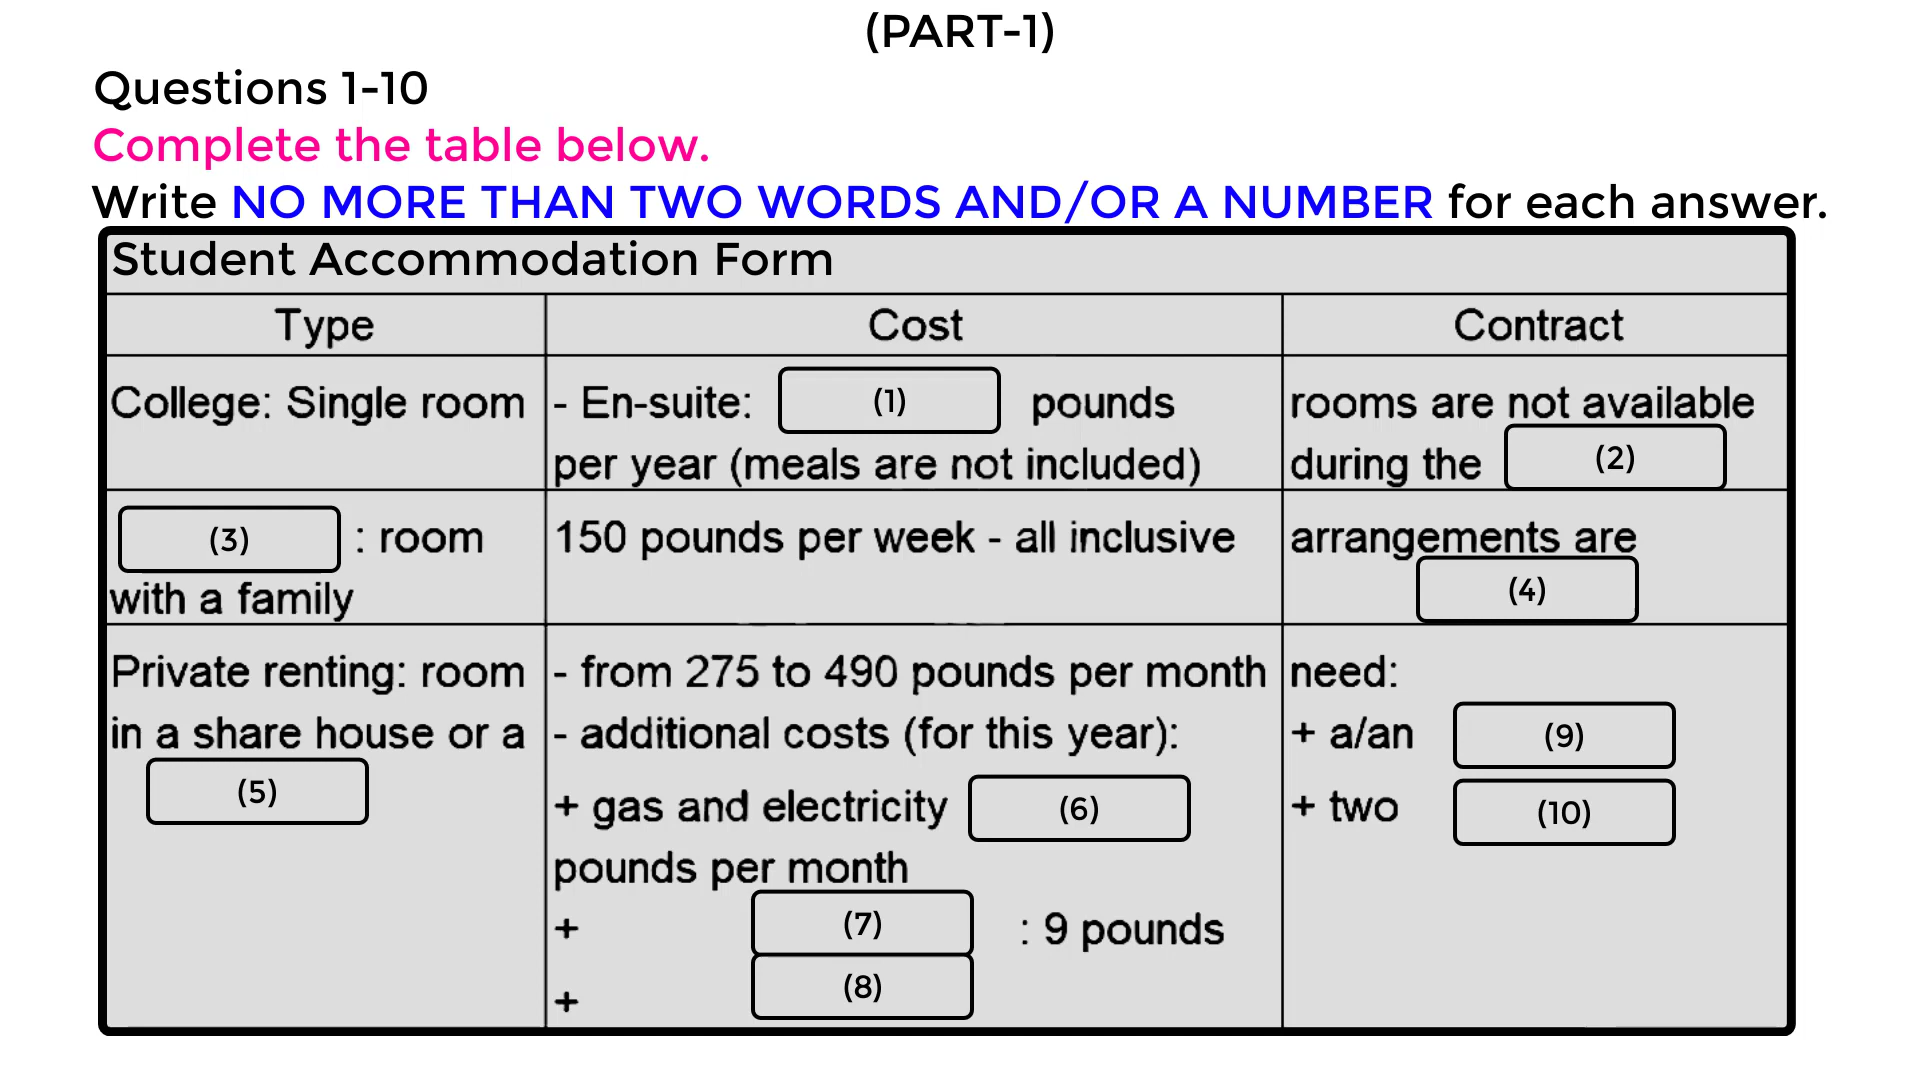 (PART-1)
Questions 1-10
Complete the table below.
Write NO MORE THAN TWO WORDS AND/OR A NUMBER for each answer.
Student Accommodation Form
Type
Cost
Contract
College: Single room
- En-suite: (1) pounds
per year (meals are not included)
rooms are not available
during the (2)
(3) : room
with a family
150 pounds per week - all inclusive
arrangements are
(4)
Private renting: room
in a share house or a
(5)
- from 275 to 490 pounds per month
- additional costs (for this year):
+ gas and electricity (6)
pounds per month
+ (7) : 9 pounds
+ (8)
need:
+ a/an (9)
+ two (10)